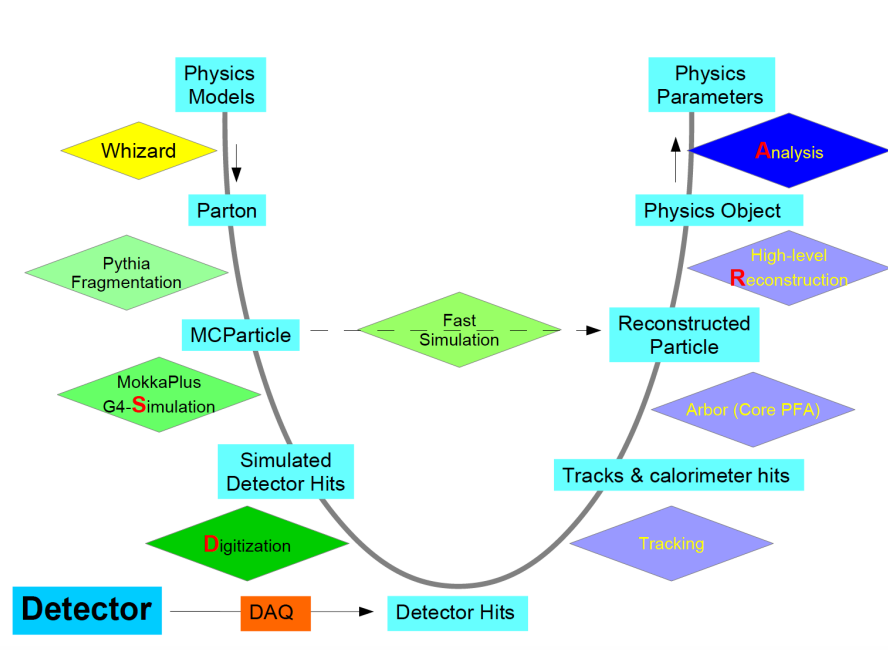 Physics
Models
Physics
Parameters
Whizard
Analysis
Parton
Physics Object
Pythia
Fragmentation
High-level
Reconstruction
MCParticle
Fast
Simulation
Reconstructed
Particle
MokkaPlus
G4-Simulation
Arbor (Core PFA)
Simulated
Detector Hits
Tracks & calorimeter hits
Digitization
Tracking
Detector
DAQ
Detector Hits